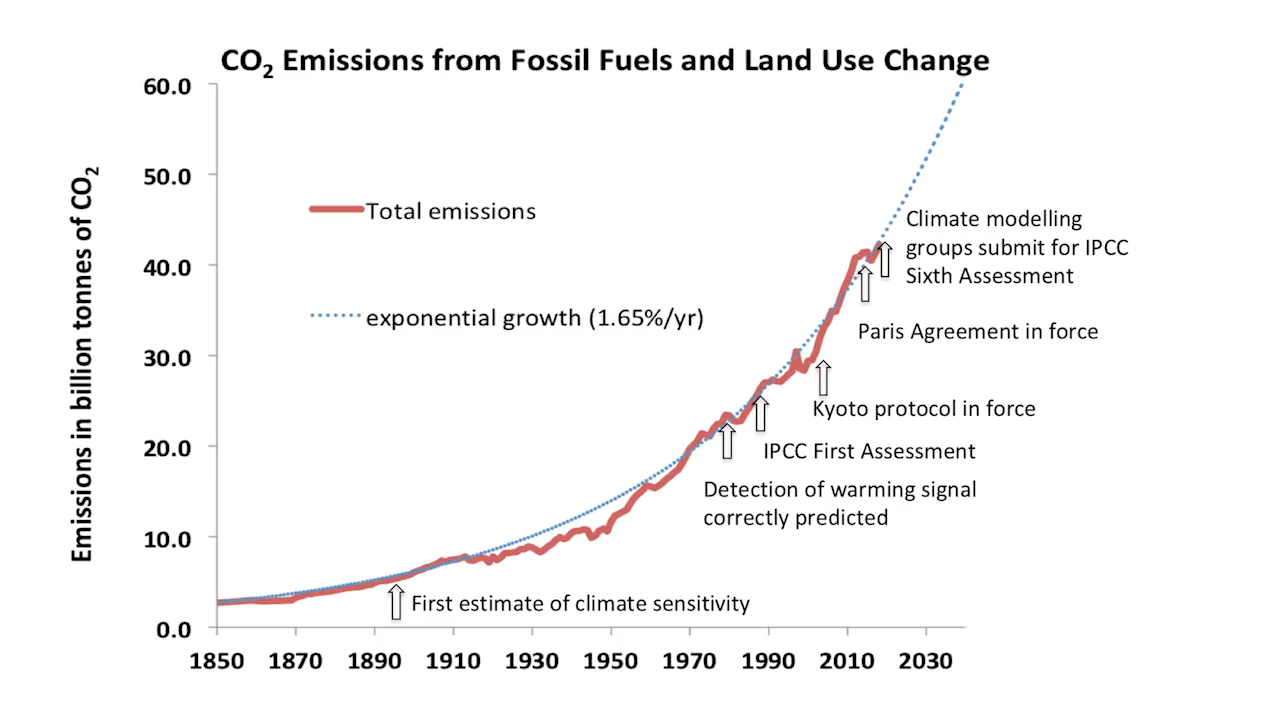 CO₂ Emissions from Fossil Fuels and Land Use Change
Emissions in billion tonnes of CO₂
60.0
50.0
40.0
30.0
20.0
10.0
0.0
Total emissions
exponential growth (1.65%/yr)
Climate modelling
groups submit for IPCC
Sixth Assessment
Paris Agreement in force
Kyoto protocol in force
IPCC First Assessment
Detection of warming signal
correctly predicted
First estimate of climate sensitivity
1850 1870 1890 1910 1930 1950 1970 1990 2010 2030